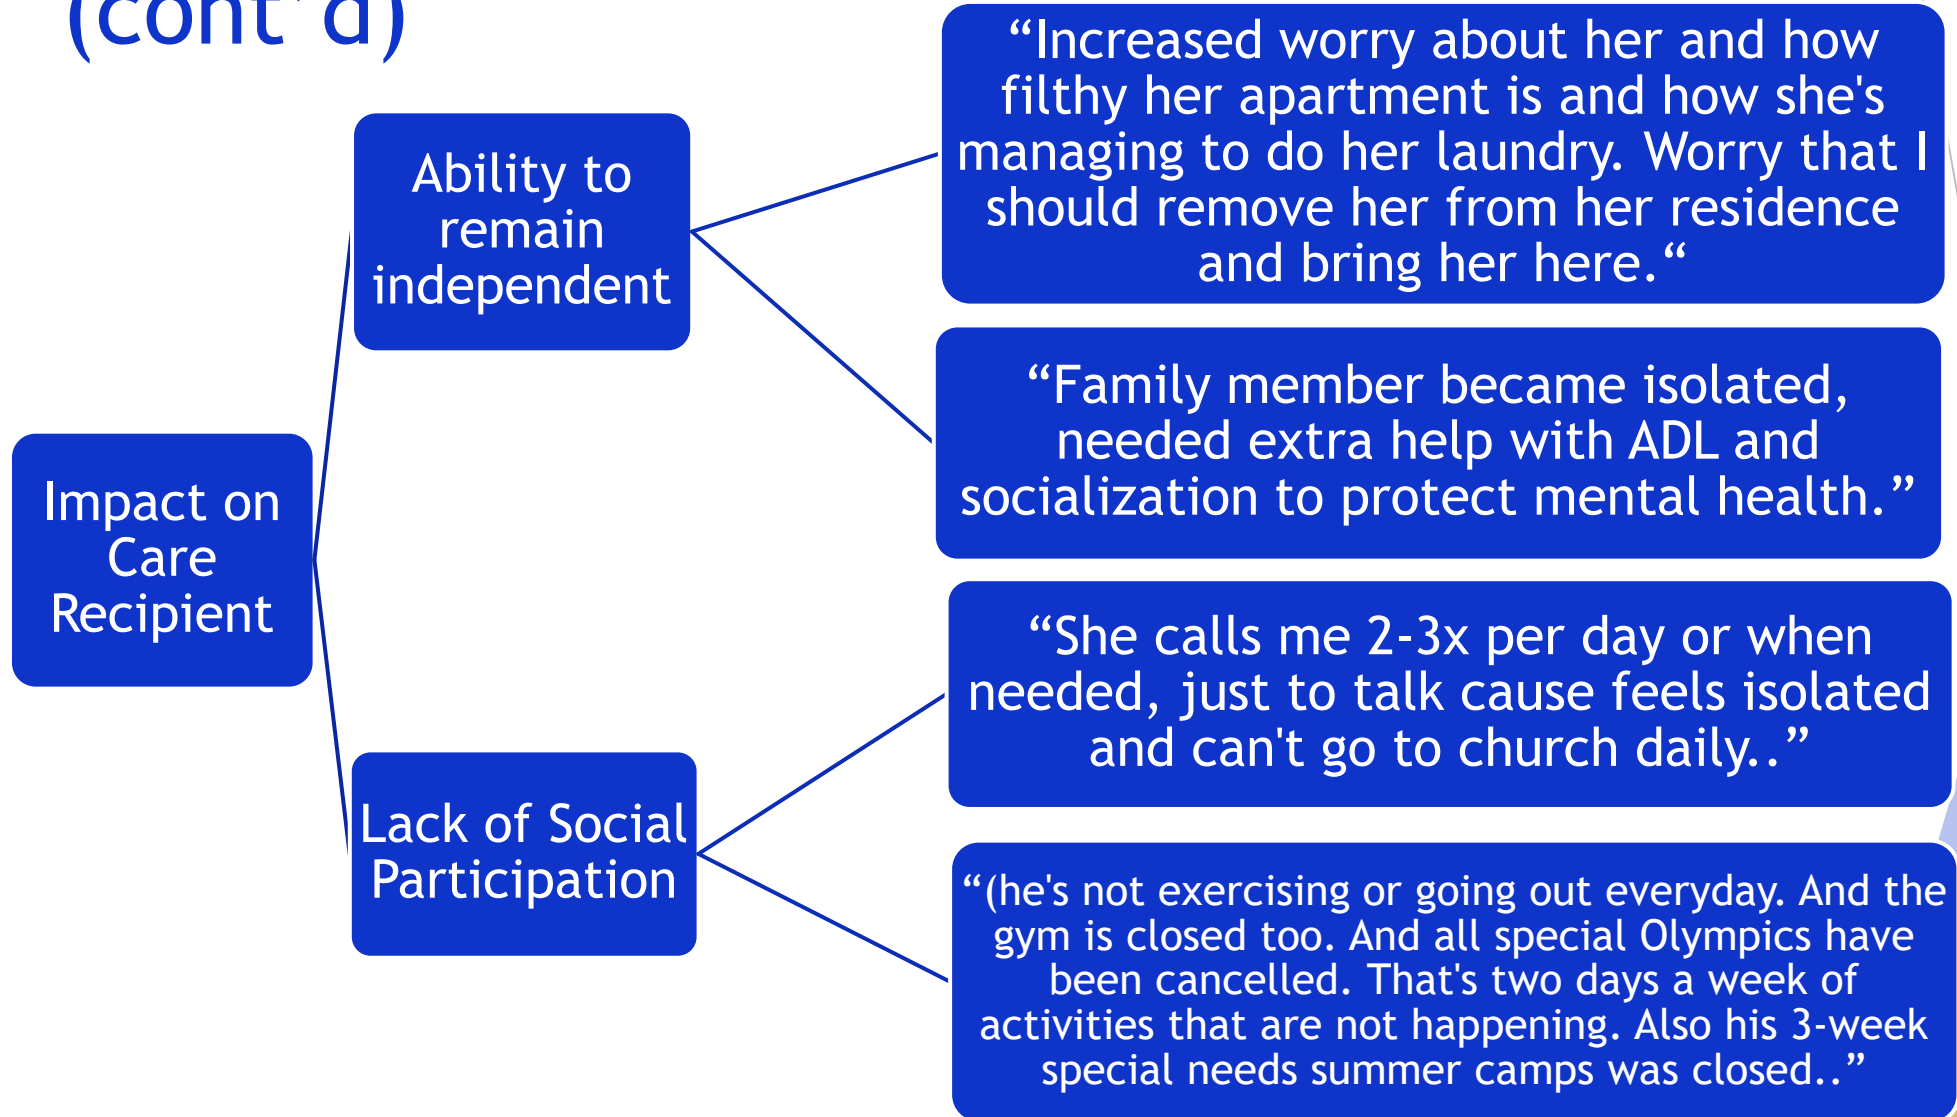 (cont’d)
Impact on
Care
Recipient
Ability to
remain
independent
“Increased worry about her and how
filthy her apartment is and how she's
managing to do her laundry. Worry that I
should remove her from her residence
and bring her here.“
“Family member became isolated,
needed extra help with ADL and
socialization to protect mental health.”
Lack of Social
Participation
“She calls me 2-3x per day or when
needed, just to talk cause feels isolated
and can't go to church daily..”
“(he's not exercising or going out everyday. And the
gym is closed too. And all special Olympics have
been cancelled. That's two days a week of
activities that are not happening. Also his 3-week
special needs summer camps was closed..”